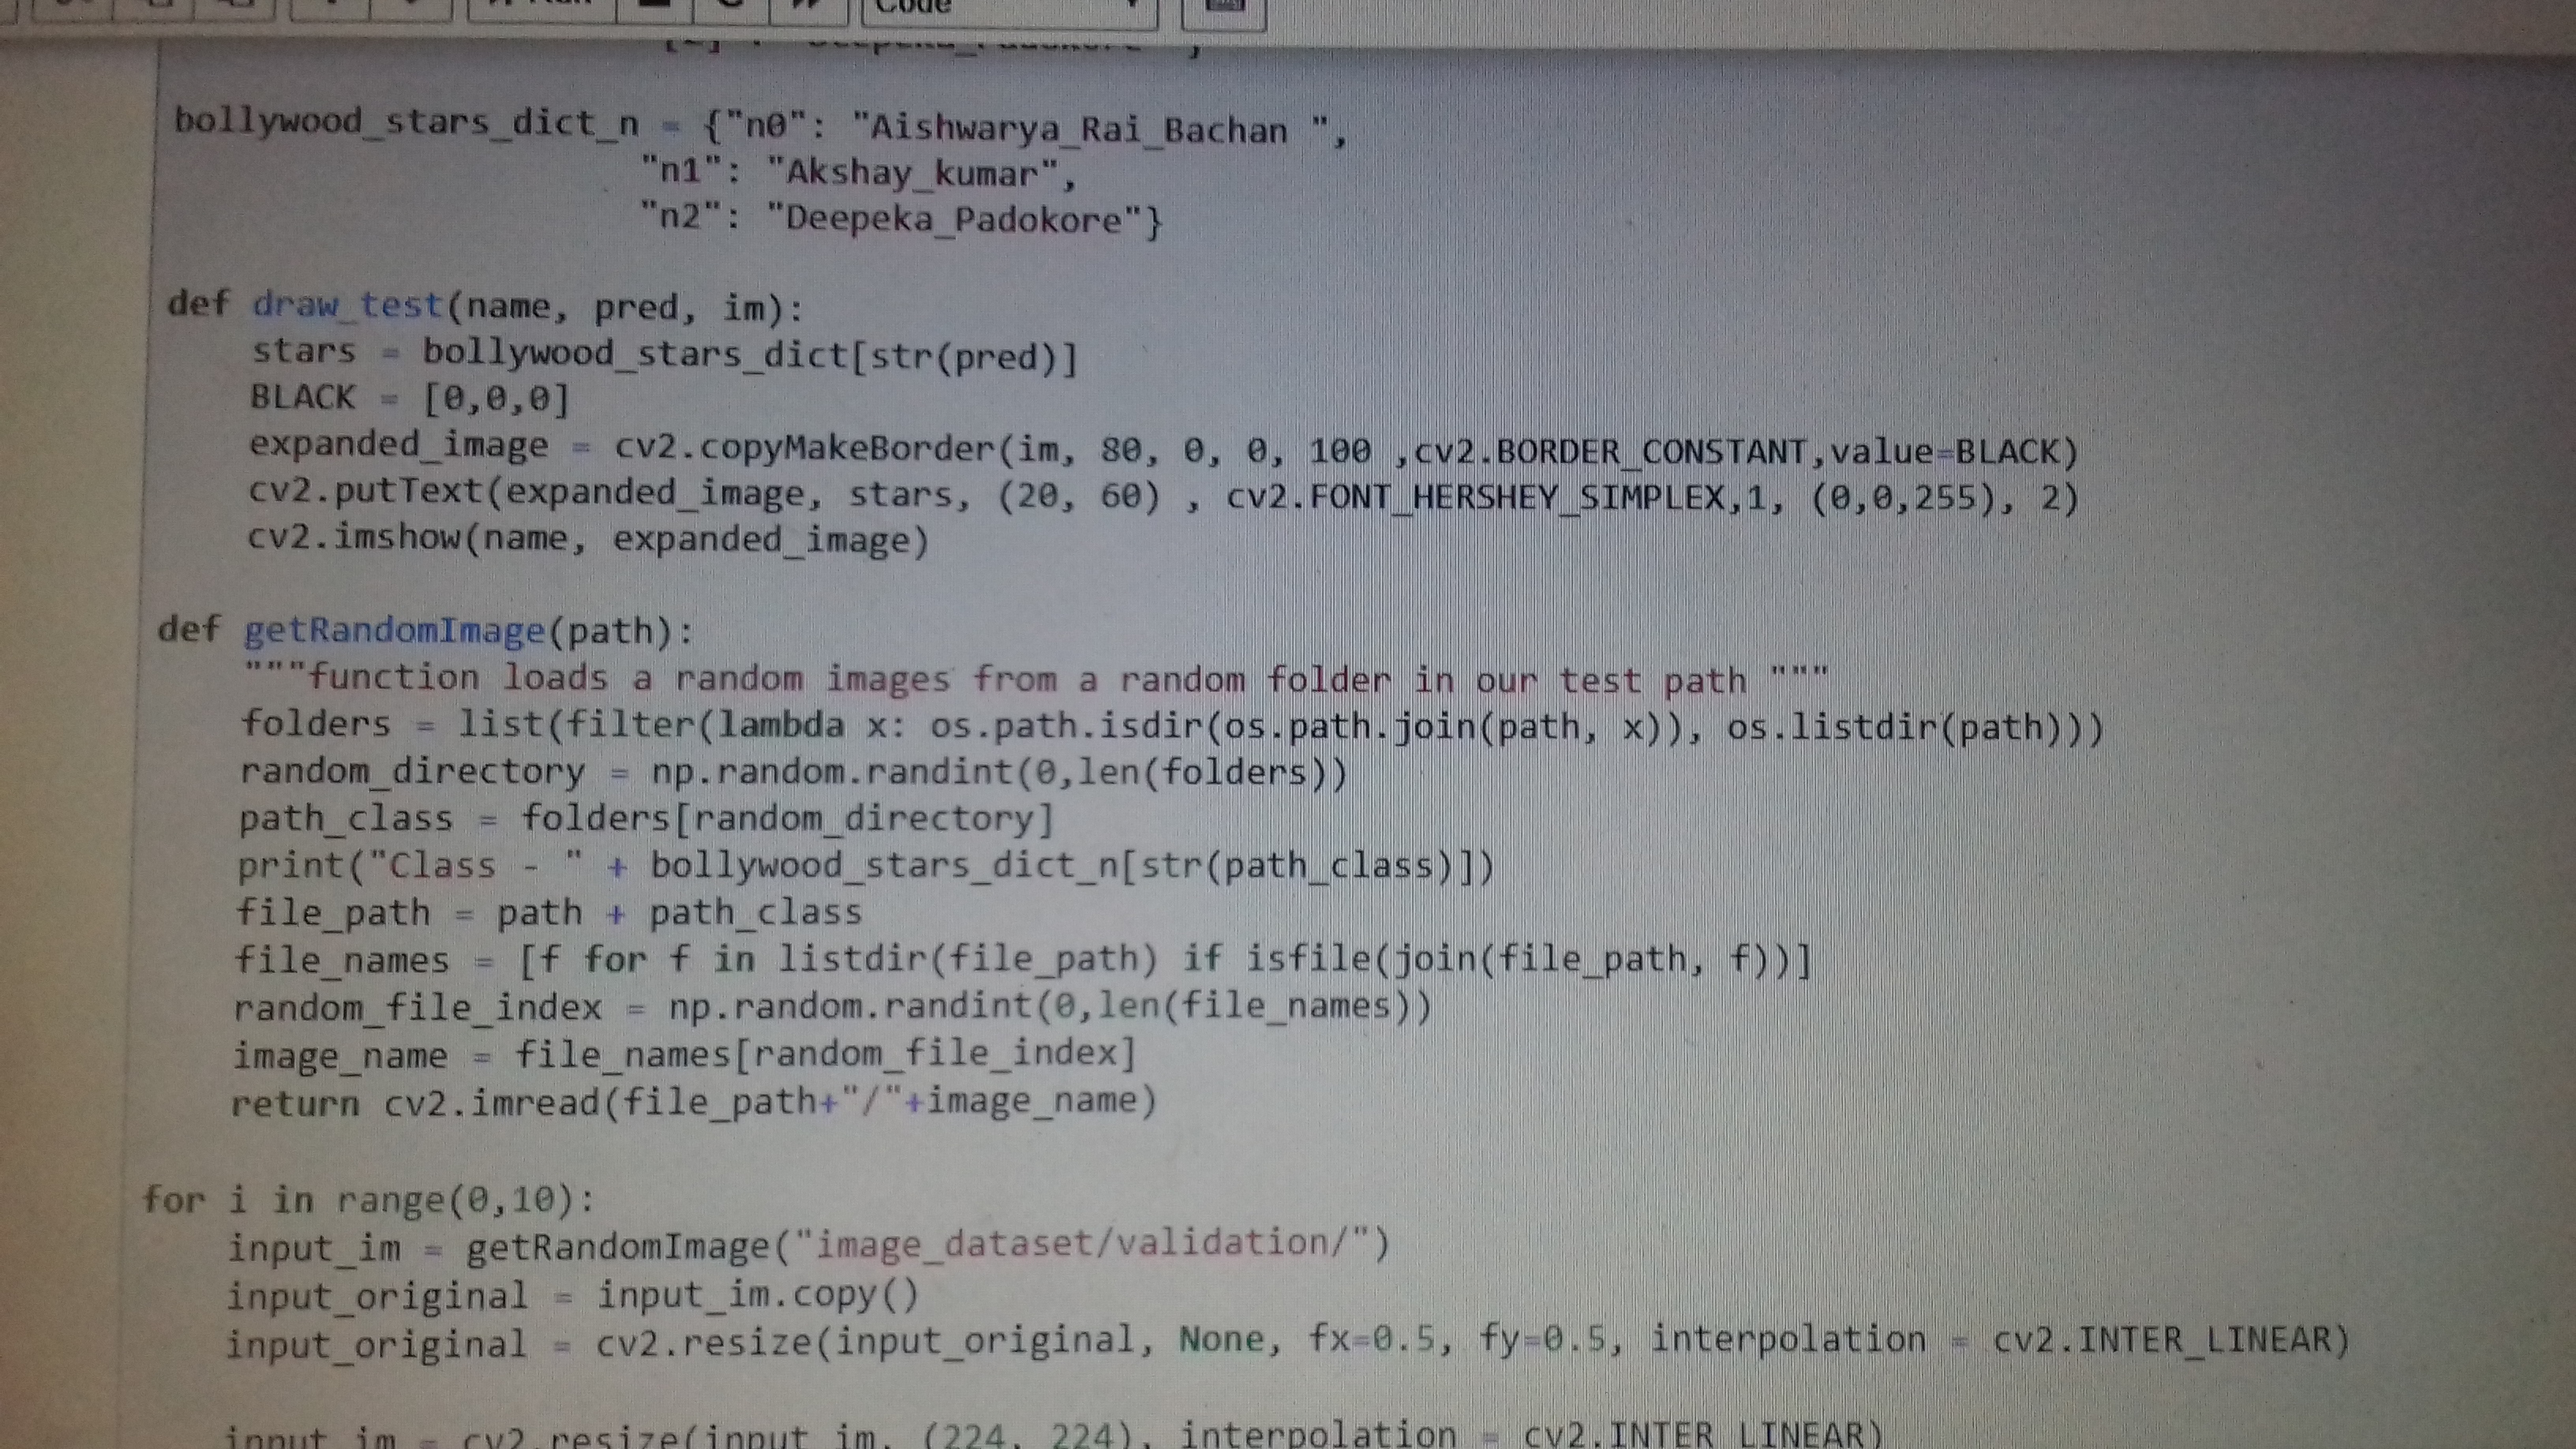 Code
"[2]": "Deepeka_Padokore" }
bollywood_stars_dict_n = {"n0": "Aishwarya_Rai_Bachan ",
"n1": "Akshay_kumar",
"n2": "Deepeka_Padokore"}
def draw_test(name, pred, im):
stars = bollywood_stars_dict[str(pred)]
BLACK = [0,0,0]
expanded_image = cv2.copyMakeBorder(im, 80, 0, 0, 100 ,cv2.BORDER_CONSTANT,value=BLACK)
cv2.putText(expanded_image, stars, (20, 60) , cv2.FONT_HERSHEY_SIMPLEX,1, (0,0,255), 2)
cv2.imshow(name, expanded_image)
def getRandomImage(path):
"""function loads a random images from a random folder in our test path """
folders = list(filter(lambda x: os.path.isdir(os.path.join(path, x)), os.listdir(path)))
random_directory = np.random.randint(0,len(folders))
path_class = folders[random_directory]
print("Class - " + bollywood_stars_dict_n[str(path_class)])
file_path = path + path_class
file_names = [f for f in listdir(file_path) if isfile(join(file_path, f))]
random_file_index = np.random.randint(0,len(file_names))
image_name = file_names[random_file_index]
return cv2.imread(file_path+"/"+image_name)
for i in range(0,10):
input_im = getRandomImage("image_dataset/validation/")
input_original = input_im.copy()
input_original = cv2.resize(input_original, None, fx=0.5, fy=0.5, interpolation = cv2.INTER_LINEAR)
input_im = cv2.resize(input_im, (224, 224), interpolation = cv2.INTER_LINEAR)